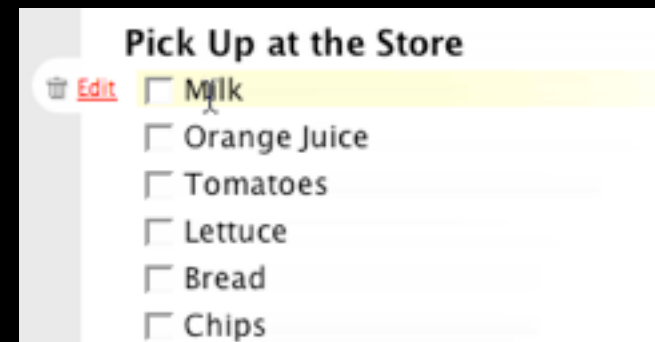 Pick Up at the Store
Edit Milk
Orange Juice
Tomatoes
Lettuce
Bread
Chips